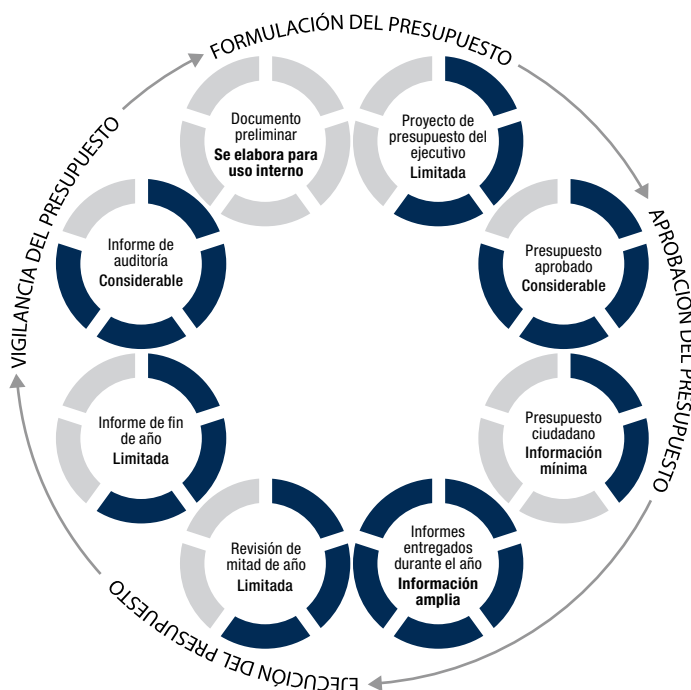 FORMULACIÓN DEL PRESUPUESTO
Documento
preliminar
Se elabora para
uso interno
Proyecto de
presupuesto del
ejecutivo
Limitada
APROBACION DEL PRESUPUESTO
Presupuesto
aprobado
Considerable
Presupuesto
ciudadano
Información
mínima
EJECUCIÓN DEL PRESUPUESTO
Informes
entregados
durante el año
Información
amplia
Revisión de
mitad de año
Limitada
VIGILANCIA DEL PRESUPUESTO
Informe de fin
de año
Limitada
Informe de
auditoría
Considerable